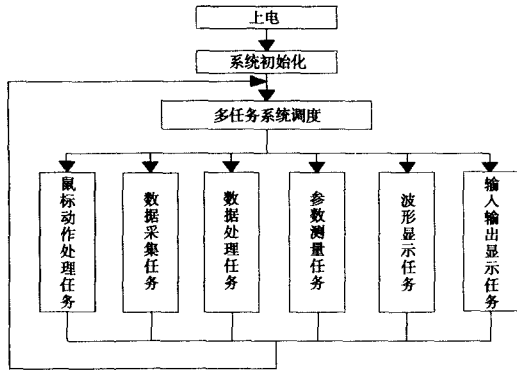 上电
系统初始化
多任务系统调度
鼠标动作处理任务
数据采集任务
数据处理任务
参数测量任务
波形显示任务
输入输出显示任务